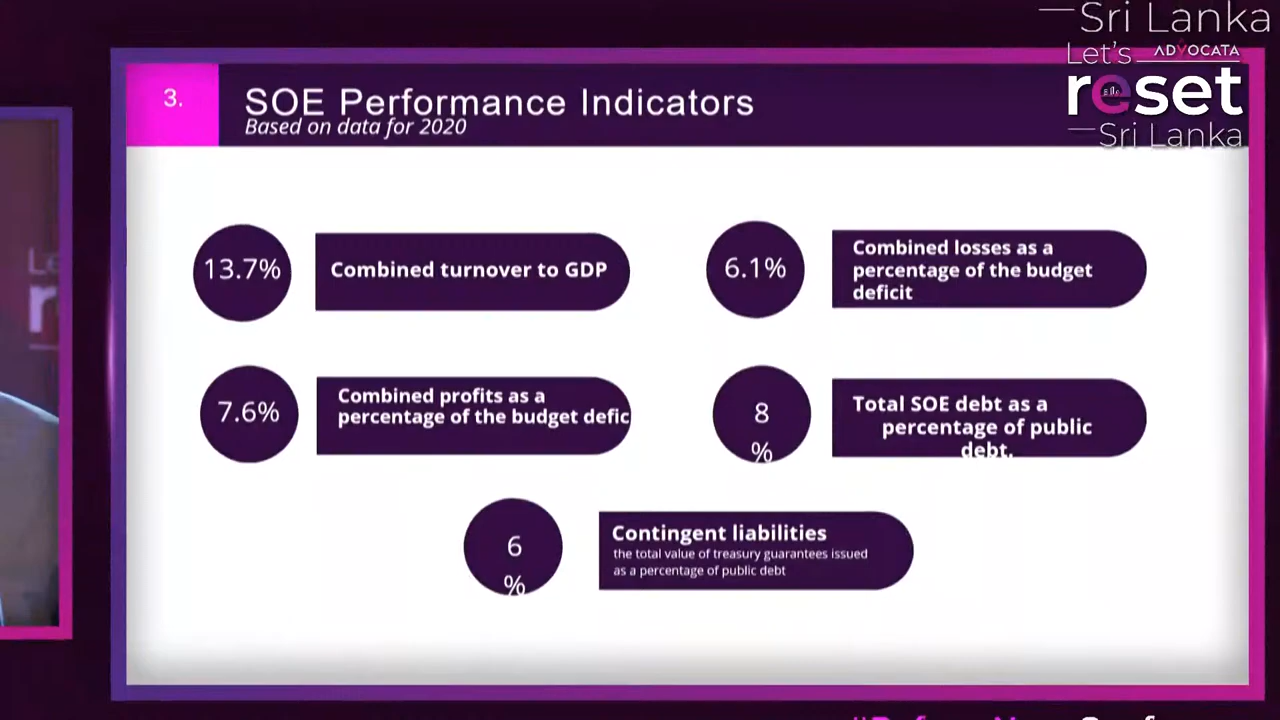 Sri Lanka
Let's ADVOCATA
reset
Sri Lanka
3.
SOE Performance Indicators
Based on data for 2020
13.7%
Combined turnover to GDP
6.1%
Combined losses as a
percentage of the budget
deficit
7.6%
Combined profits as a
percentage of the budget defic
8
%
Total SOE debt as a
percentage of public
debt.
6
%
Contingent liabilities
the total value of treasury guarantees issued
as a percentage of public debt